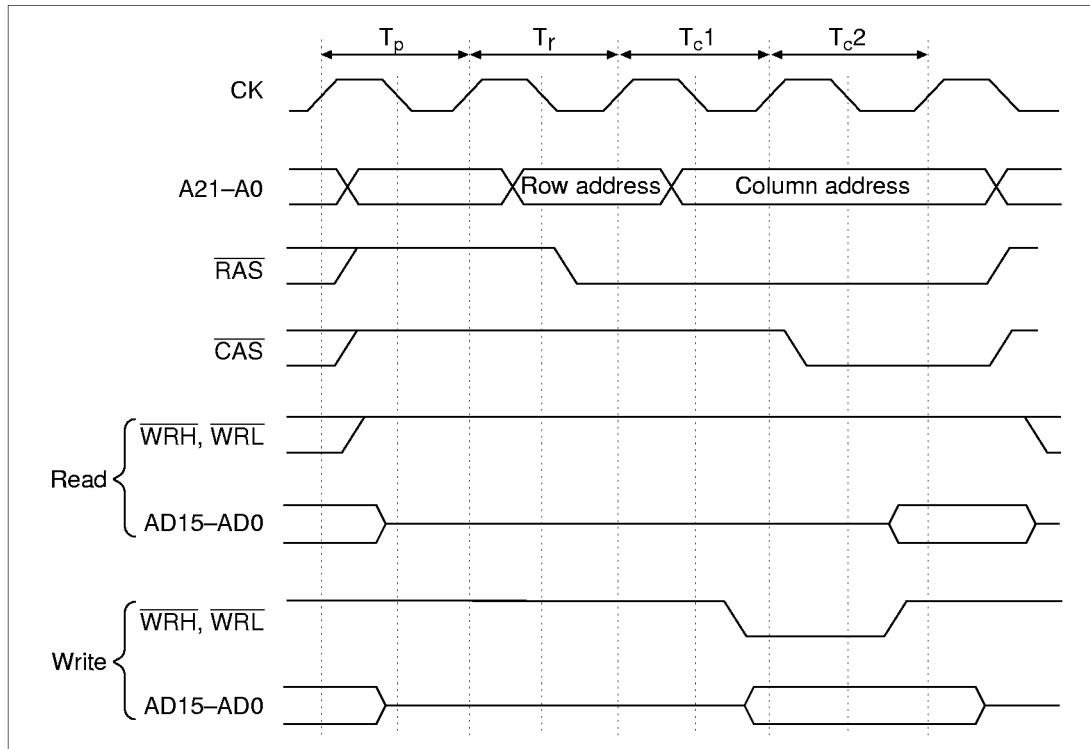 Tp Tr Tc1 Tc2
CK
A21–A0 Row address Column address
RAS
CAS
WRH, WRL
Read
AD15–AD0
WRH, WRL
Write
AD15–AD0